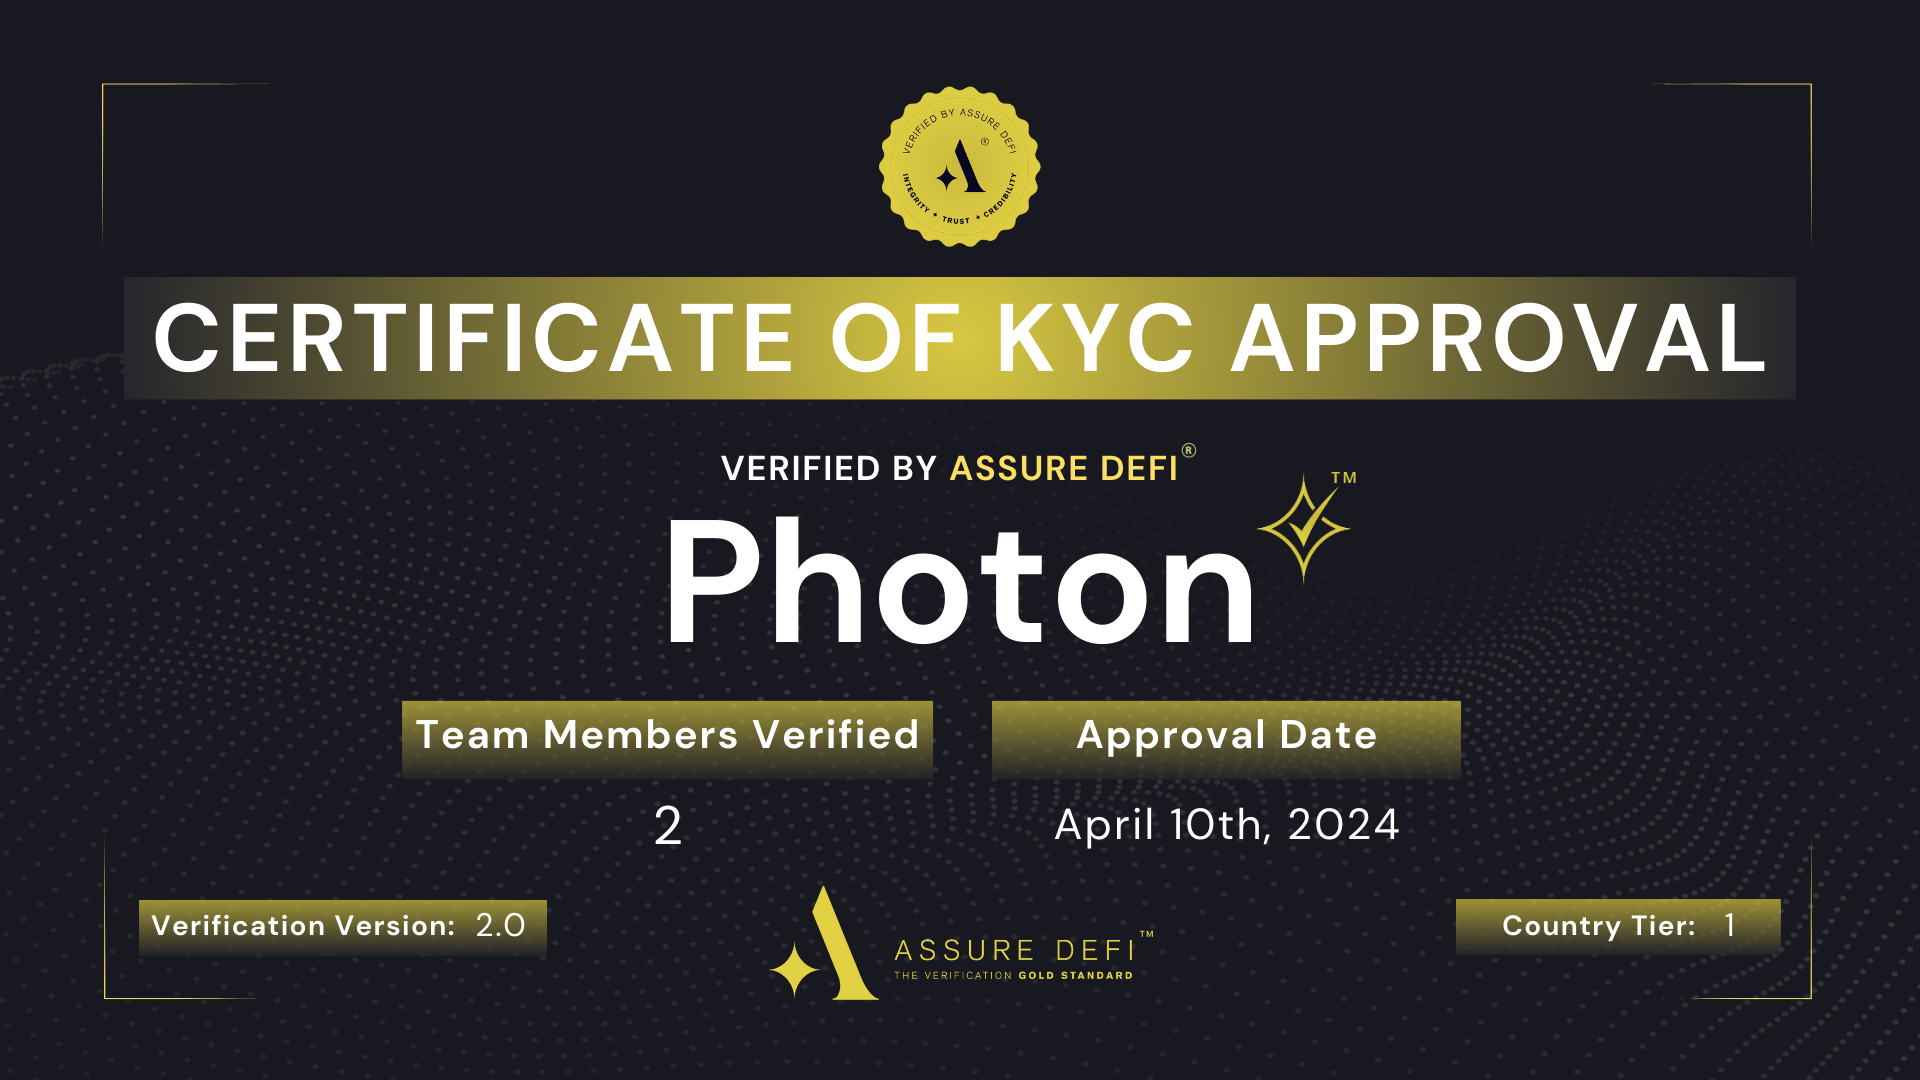 VERIFIED BY ASSURE DEFI
A ®
INTEGRITY ✦ TRUST ✦ CREDIBILITY
CERTIFICATE OF KYC APPROVAL
VERIFIED BY ASSURE DEFI®
Photon ™
Team Members Verified
2
Approval Date
April 10th, 2024
Verification Version: 2.0
ASSURE DEFI™
THE VERIFICATION GOLD STANDARD
Country Tier: 1